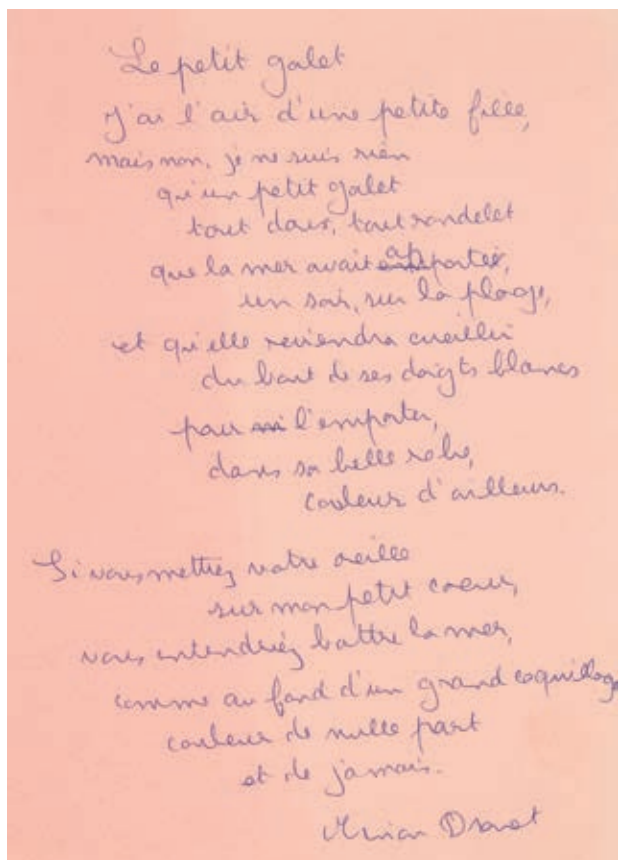 Le petit galet
J'ai l'air d'une petite fille,
mais non, je ne suis rien
qu'un petit galet
tout doux, tout rondelet
que la mer avait apporté,
un soir, sur la plage,
et qu'elle reviendra cueillir
du bout de ses doigts blancs
pour l'emporter,
dans sa belle robe,
couleur d'ailleurs.
Si vous mettiez votre oreille
sur mon petit coeur,
vous entendriez battre la mer,
comme au fond d'un grand coquillage
couleur de nulle part
et de jamais.